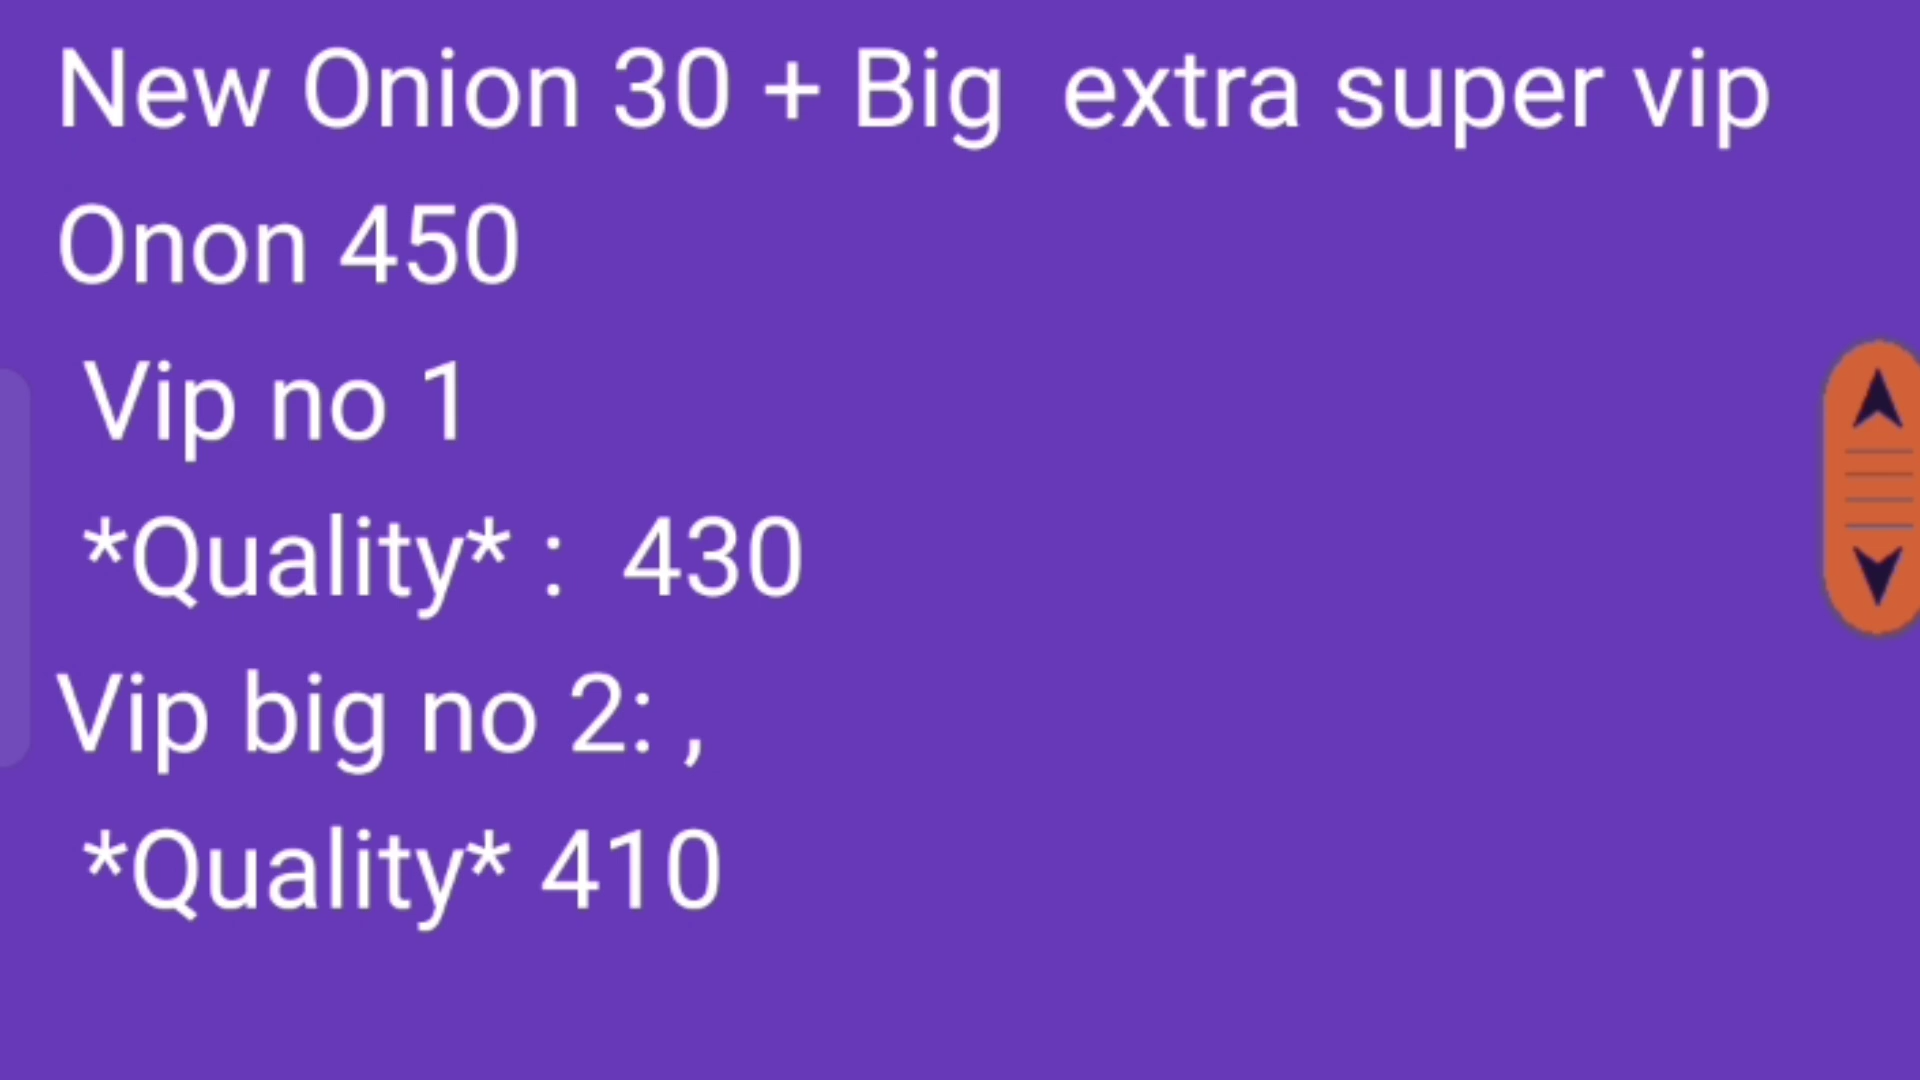 New Onion 30 + Big  extra super vip
Onon 450
Vip no 1
*Quality* :  430
Vip big no 2: ,
*Quality* 410